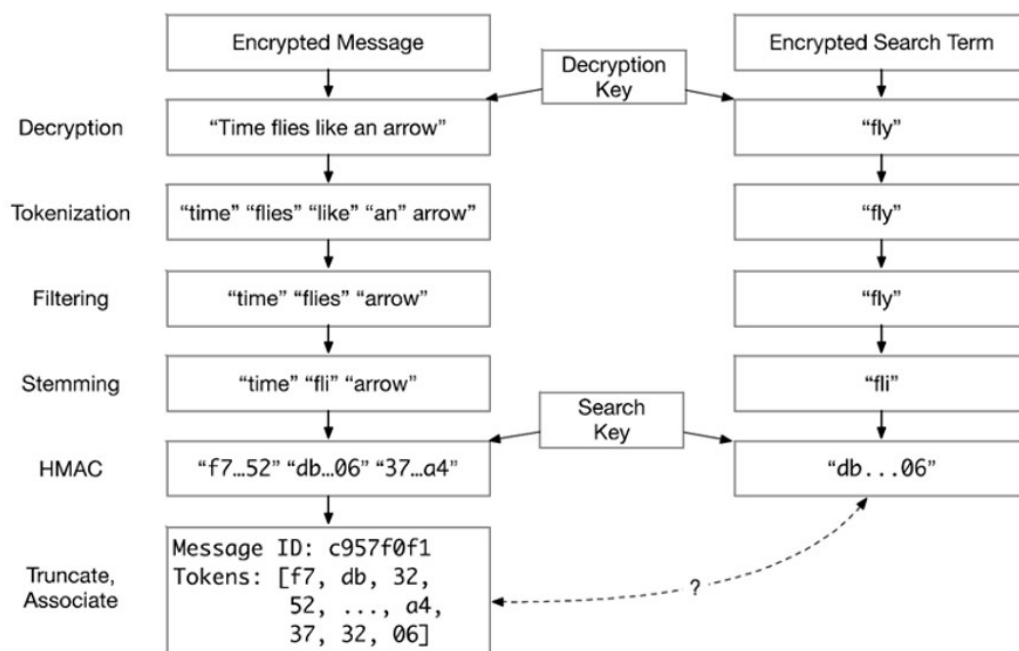 Encrypted Message
Encrypted Search Term
Decryption
Key
Decryption
“Time flies like an arrow”
“fly”
Tokenization
“time” “flies” “like” “an” arrow”
“fly”
Filtering
“time” “flies” “arrow”
“fly”
Stemming
“time” “fli” “arrow”
“fli”
Search
Key
HMAC
“f7…52” “db…06” “37…a4”
“db...06”
Truncate,
Associate
Message ID: c957f0f1
Tokens: [f7, db, 32,
52, ..., a4,
37, 32, 06]
?